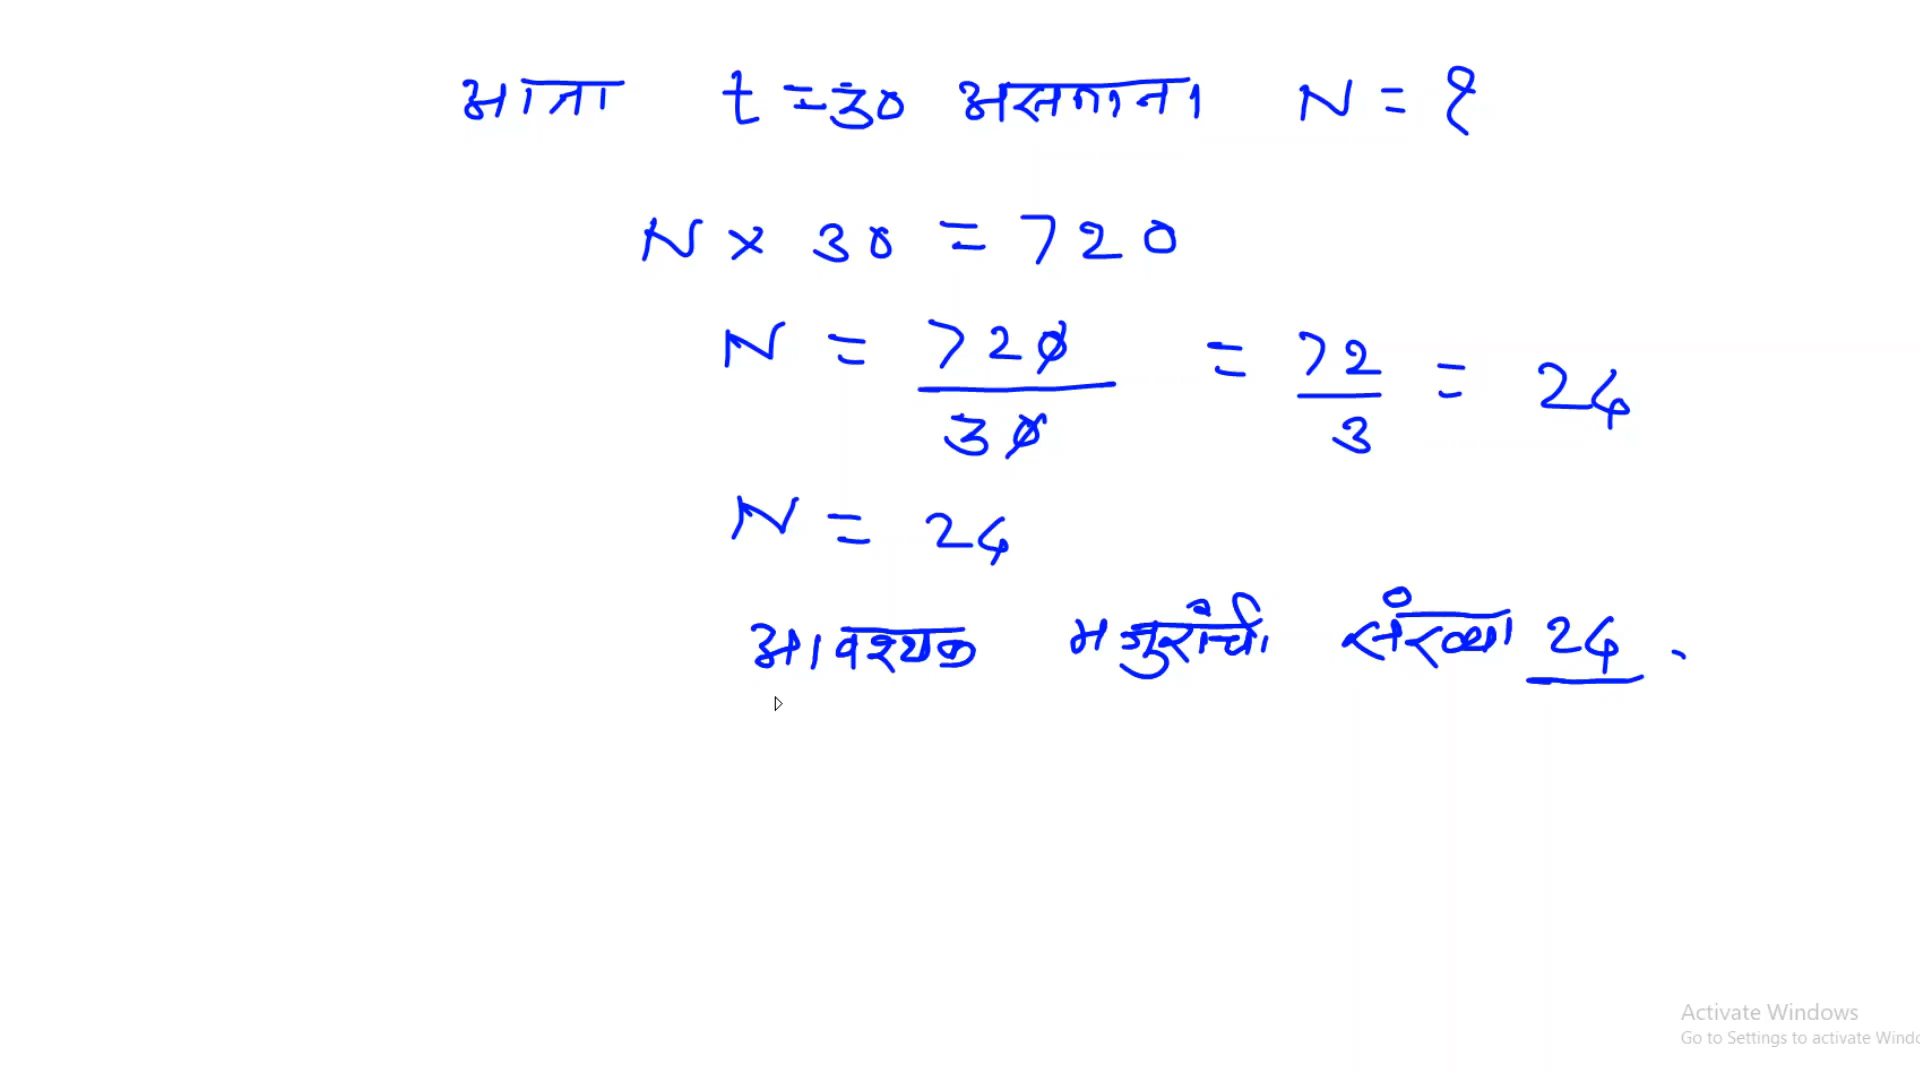 आता t = 30 असताना N = ?
N × 30 = 720
N = 720/30 = 72/3 = 24
N = 24
आवश्यक मजुरांची संख्या 24 .
Activate Windows
Go to Settings to activate Windo